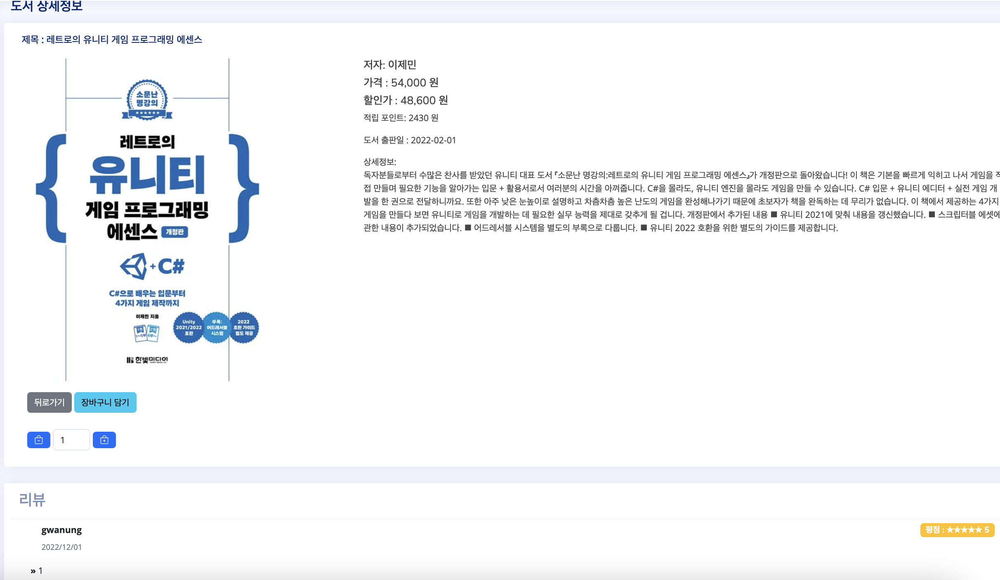 도서 상세정보
제목 : 레트로의 유니티 게임 프로그래밍 에센스
소문난
명강의
레트로의
유니티
게임 프로그래밍
에센스 개정판
+ C#
C#으로 배우는 입문부터
4가지 게임 제작까지
이제민 지음
1권 2권
1~5부 6부~
Unity
2021/2022
호환
부록:
어드레서블
시스템
2022
호환 가이드
별도 제공
한빛미디어
저자: 이제민
가격 : 54,000 원
할인가 : 48,600 원
적립 포인트: 2430 원
도서 출판일 : 2022-02-01
상세정보:
독자분들로부터 수많은 찬사를 받았던 유니티 대표 도서 『소문난 명강의:레트로의 유니티 게임 프로그래밍 에센스』가 개정판으로 돌아왔습니다! 이 책은 기본을 빠르게 익히고 나서 게임을 직
접 만들며 필요한 기능을 알아가는 입문 + 활용서로서 여러분의 시간을 아껴줍니다. C#을 몰라도, 유니티 엔진을 몰라도 게임을 만들 수 있습니다. C# 입문 + 유니티 에디터 + 실전 게임 개
발을 한 권으로 전달하니까요. 또한 아주 낮은 눈높이로 설명하고 차츰차츰 높은 난도의 게임을 완성해나가기 때문에 초보자가 책을 완독하는 데 무리가 없습니다. 이 책에서 제공하는 4가지
게임을 만들다 보면 유니티로 게임을 개발하는 데 필요한 실무 능력을 제대로 갖추게 될 겁니다. 개정판에서 추가된 내용 ■ 유니티 2021에 맞춰 내용을 갱신했습니다. ■ 스크립터블 에셋에
관한 내용이 추가되었습니다. ■ 어드레서블 시스템을 별도의 부록으로 다룹니다. ■ 유니티 2022 호환을 위한 별도의 가이드를 제공합니다.
뒤로가기 장바구니 담기
1
리뷰
gwanung
평점 : ★★★★★ 5
2022/12/01
» 1